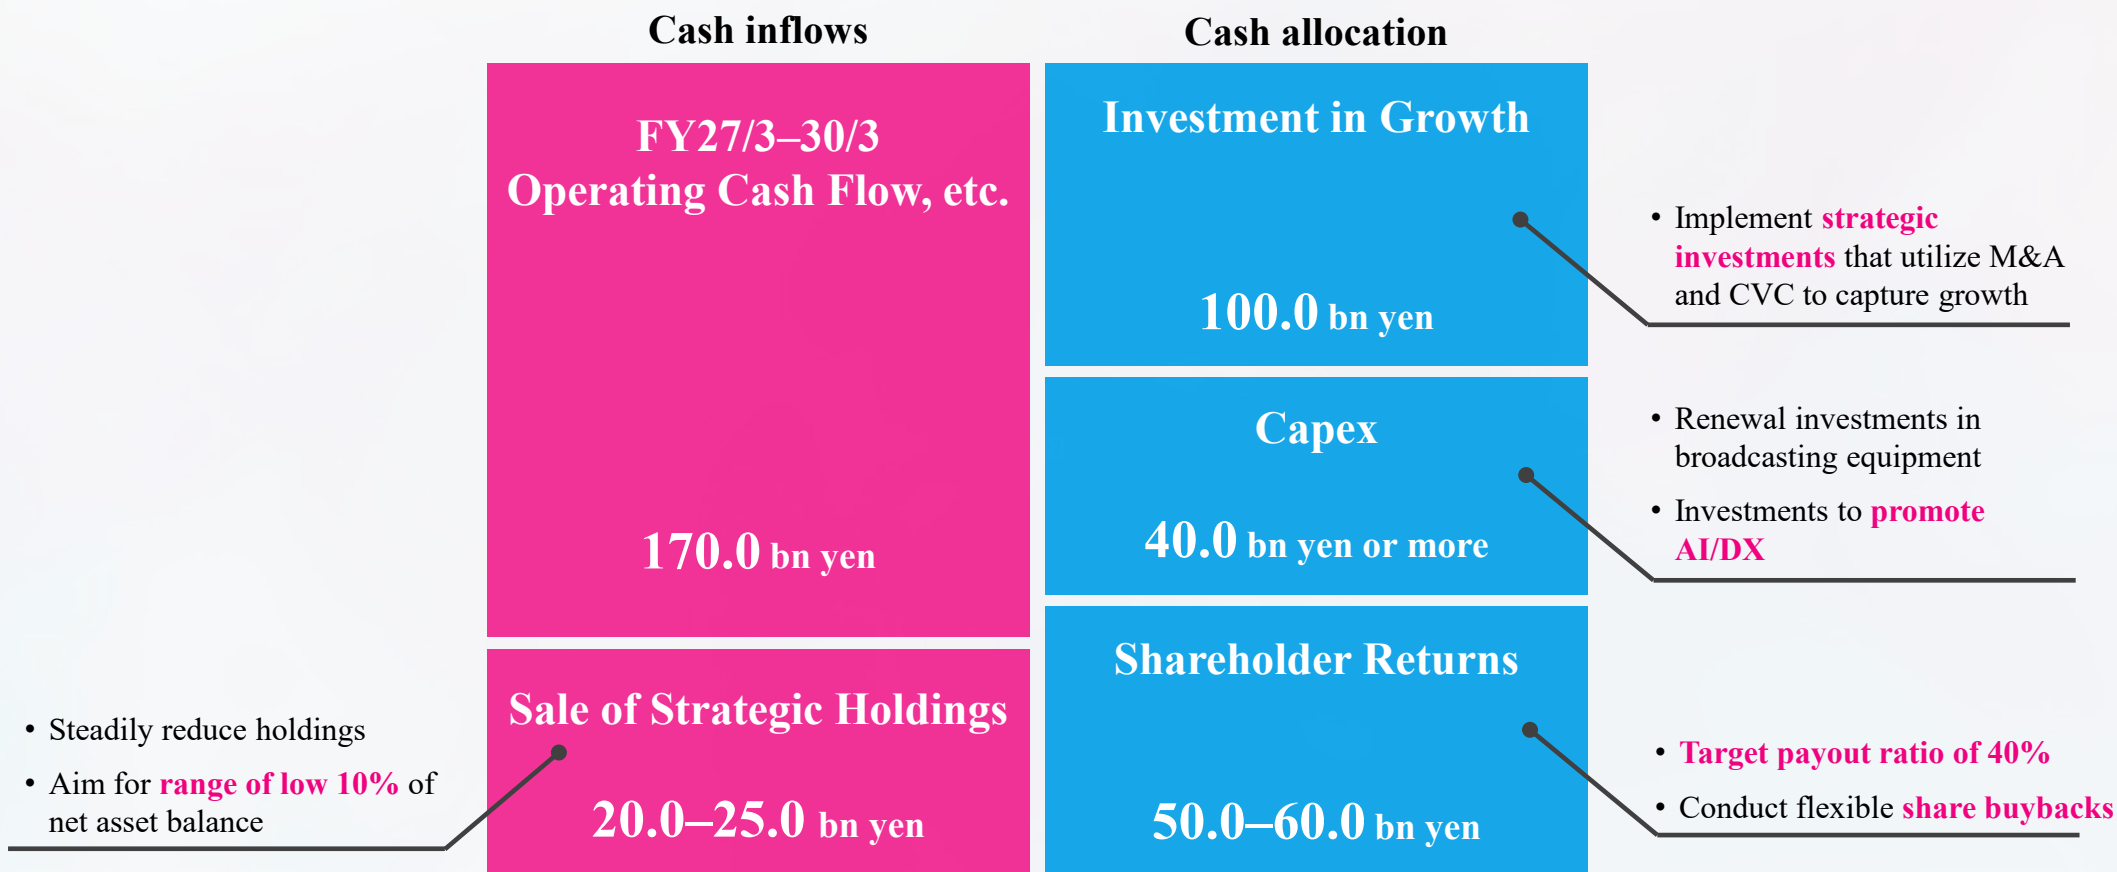 Cash inflows
FY27/3–30/3
Operating Cash Flow, etc.
170.0 bn yen
Sale of Strategic Holdings
20.0–25.0 bn yen
• Steadily reduce holdings
• Aim for range of low 10% of
net asset balance
Cash allocation
Investment in Growth
100.0 bn yen
• Implement strategic
investments that utilize M&A
and CVC to capture growth
Capex
40.0 bn yen or more
• Renewal investments in
broadcasting equipment
• Investments to promote
AI/DX
Shareholder Returns
50.0–60.0 bn yen
• Target payout ratio of 40%
• Conduct flexible share buybacks